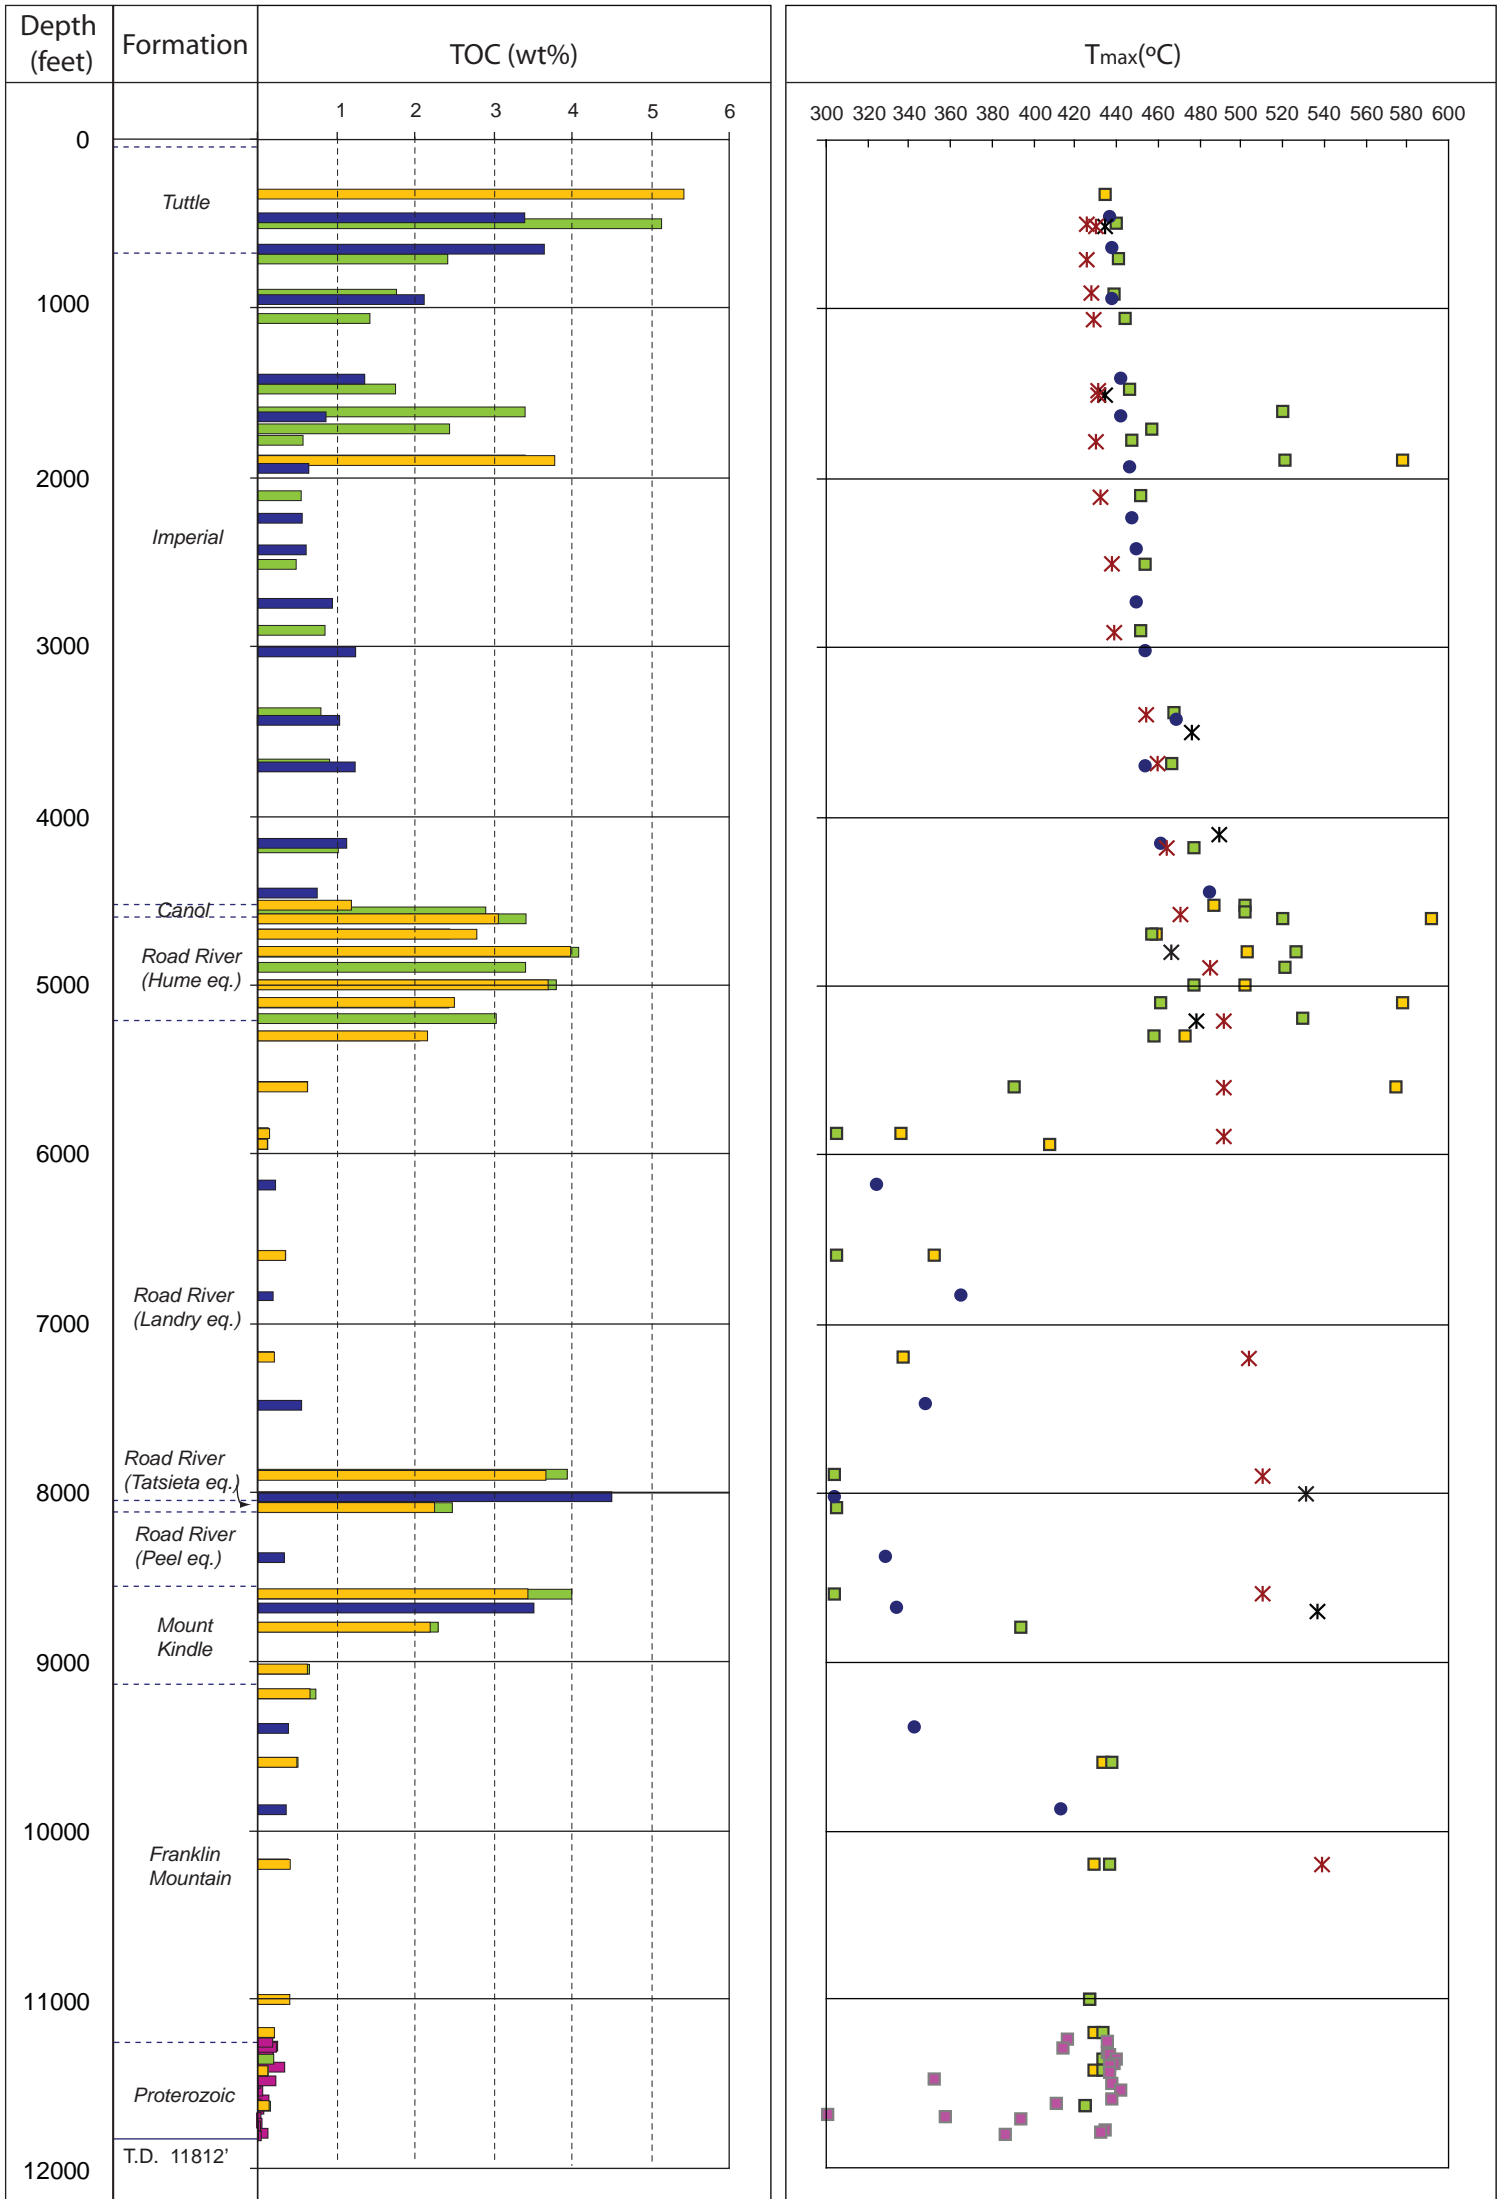 Depth
(feet)
Formation
TOC (wt%)
Tmax(ºC)
1 2 3 4 5 6
300 320 340 360 380 400 420 440 460 480 500 520 540 560 580 600
0
Tuttle
1000
2000
Imperial
3000
4000
Canol
Road River
(Hume eq.)
5000
6000
Road River
(Landry eq.)
7000
Road River
(Tatsieta eq.)
8000
Road River
(Peel eq.)
Mount
Kindle
9000
10000
Franklin
Mountain
11000
Proterozoic
T.D. 11812’
12000